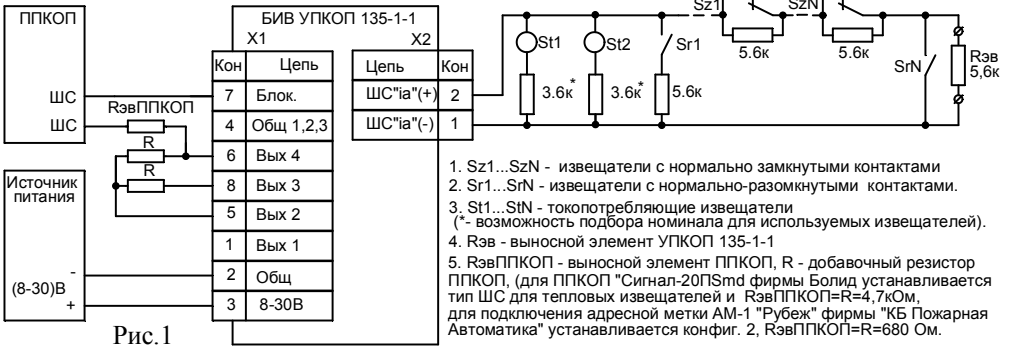 ППКОП
БИВ УПКОП 135-1-1
X1
X2
Кон
Цепь
Цепь
Кон
ШС
7
Блок.
ШС"ia"(+)
2
RэвППКОП
ШС
4
Общ 1,2,3
ШС"ia"(-)
1
R
6
Вых 4
R
8
Вых 3
5
Вых 2
1
Вых 1
2
Общ
3
8-30В
Источник
питания
-
(8-30)В
+
Рис.1
Sz1
SzN
St1
St2
Sr1
5.6к
5.6к
SrN
Rэв
5,6к
3.6к*
3.6к*
5.6к
1. Sz1...SzN - извещатели с нормально замкнутыми контактами
2. Sr1...SrN - извещатели с нормально-разомкнутыми контактами.
3. St1...StN - токопотребляющие извещатели
(*- возможность подбора номинала для используемых извещателей).
4. Rэв - выносной элемент УПКОП 135-1-1
5. RэвППКОП - выносной элемент ППКОП, R - добавочный резистор
ППКОП, (для ППКОП "Сигнал-20ПSmd фирмы Болид устанавливается
тип ШС для тепловых извещателей и RэвППКОП=R=4,7кОм,
для подключения адресной метки АМ-1 "Рубеж" фирмы "КБ Пожарная
Автоматика" устанавливается конфиг. 2, RэвППКОП=R=680 Ом.